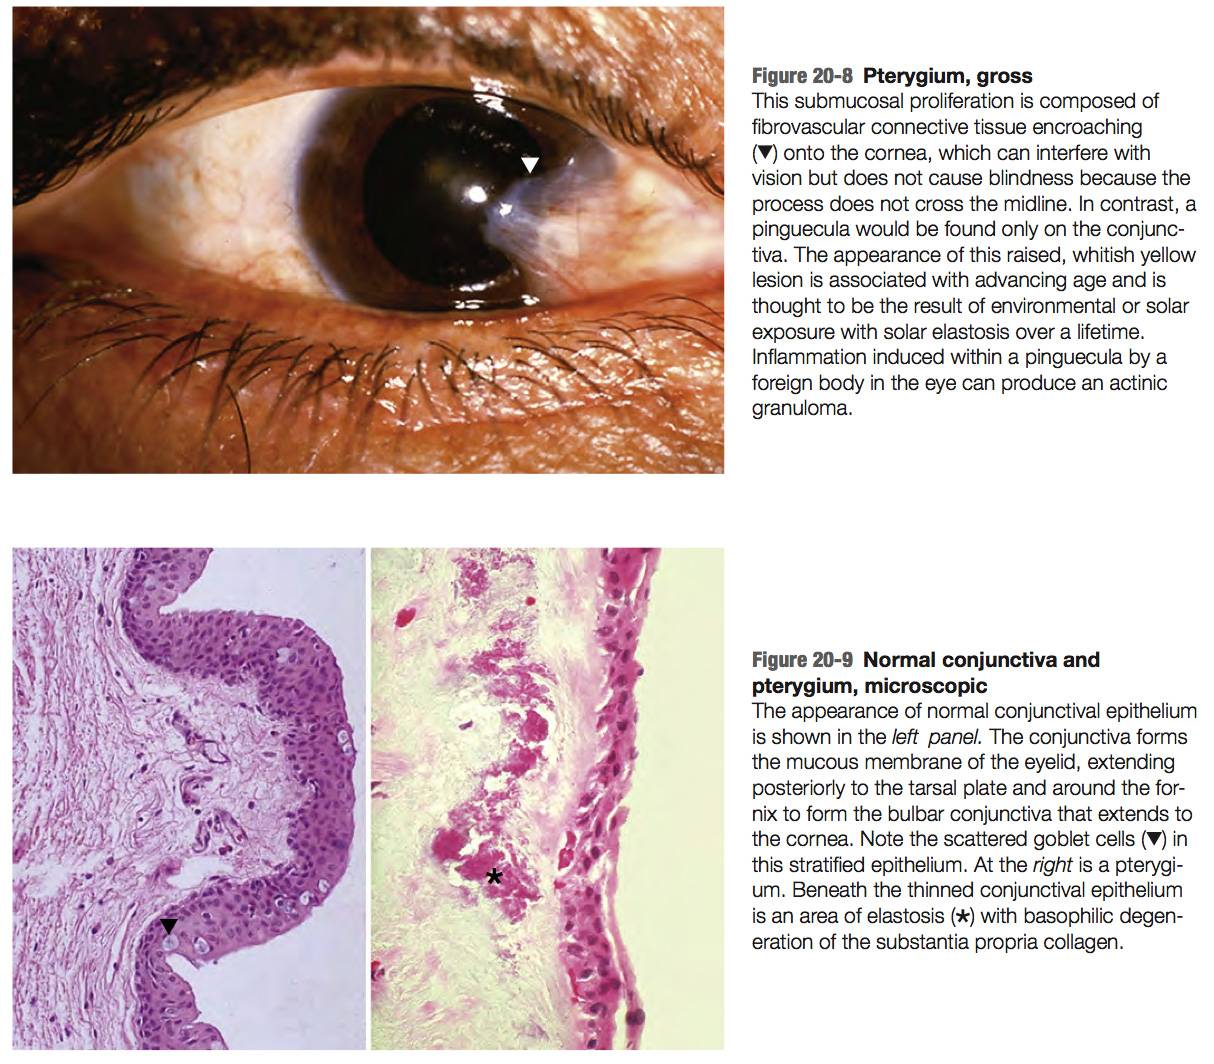 Figure 20-8 Pterygium, gross
This submucosal proliferation is composed of
fibrovascular connective tissue encroaching
(▼) onto the cornea, which can interfere with
vision but does not cause blindness because the
process does not cross the midline. In contrast, a
pinguecula would be found only on the conjunc-
tiva. The appearance of this raised, whitish yellow
lesion is associated with advancing age and is
thought to be the result of environmental or solar
exposure with solar elastosis over a lifetime.
Inflammation induced within a pinguecula by a
foreign body in the eye can produce an actinic
granuloma.
*
Figure 20-9 Normal conjunctiva and
pterygium, microscopic
The appearance of normal conjunctival epithelium
is shown in the left panel. The conjunctiva forms
the mucous membrane of the eyelid, extending
posteriorly to the tarsal plate and around the for-
nix to form the bulbar conjunctiva that extends to
the cornea. Note the scattered goblet cells (▼) in
this stratified epithelium. At the right is a pterygi-
um. Beneath the thinned conjunctival epithelium
is an area of elastosis (*) with basophilic degen-
eration of the substantia propria collagen.